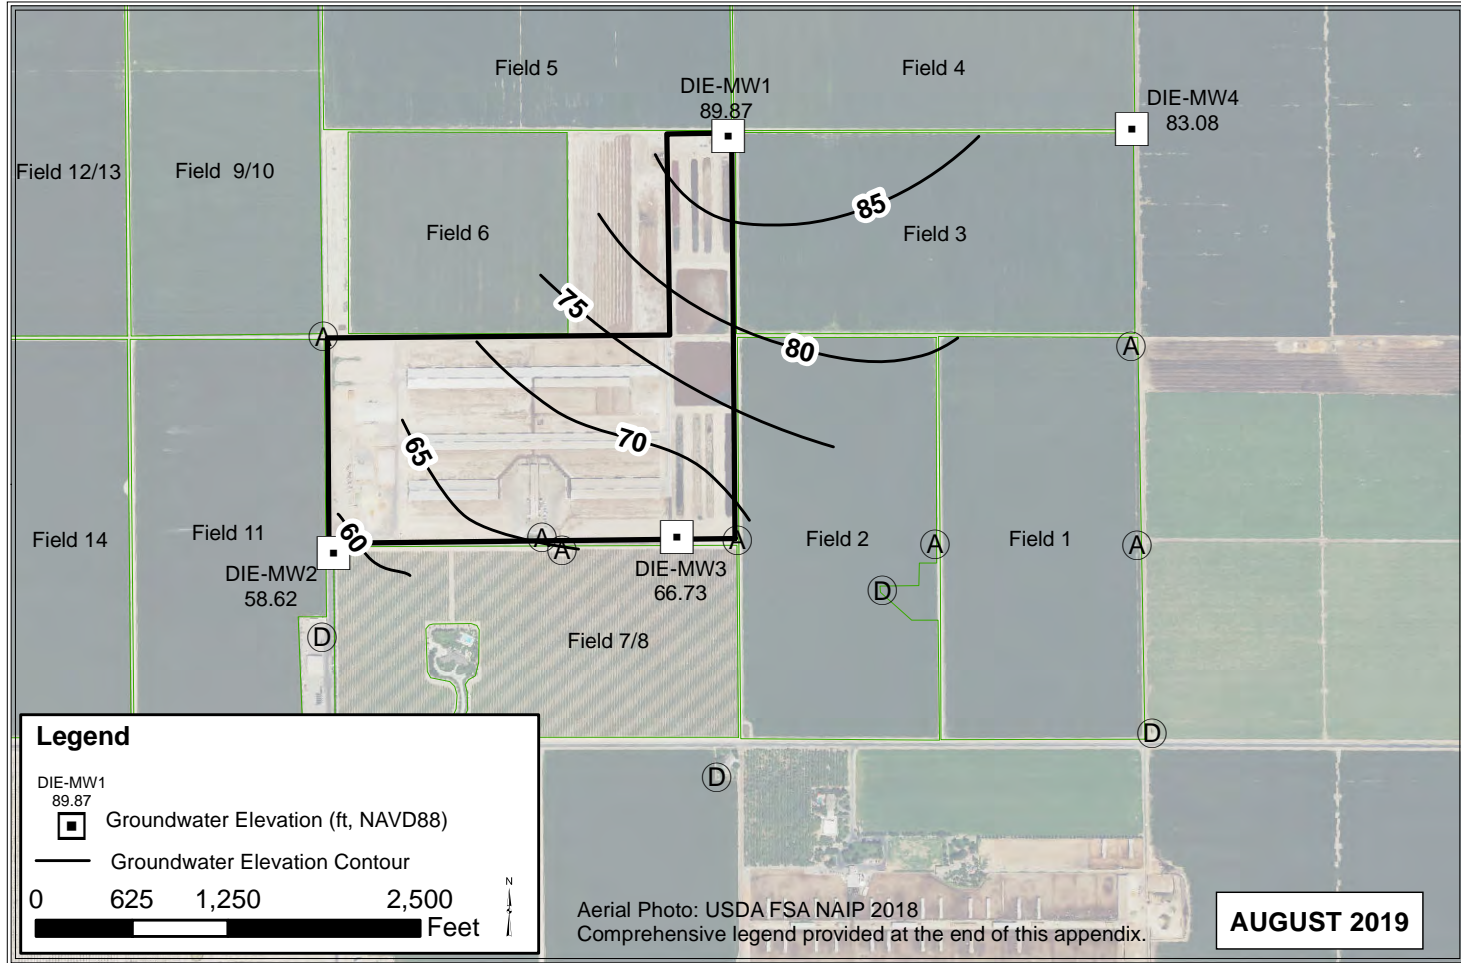 Field 5
Field 4
DIE-MW1
89.87
DIE-MW4
83.08
Field 12/13
Field 9/10
Field 6
85
Field 3
75
A
80
A
65
70
60
Field 14
Field 11
A
A
A
Field 2
A
Field 1
A
DIE-MW2
58.62
DIE-MW3
66.73
D
D
Field 7/8
D
D
Legend
DIE-MW1
89.87
Groundwater Elevation (ft, NAVD88)
Groundwater Elevation Contour
0 625 1,250 2,500
Feet
N
Aerial Photo: USDA FSA NAIP 2018
Comprehensive legend provided at the end of this appendix.
AUGUST 2019